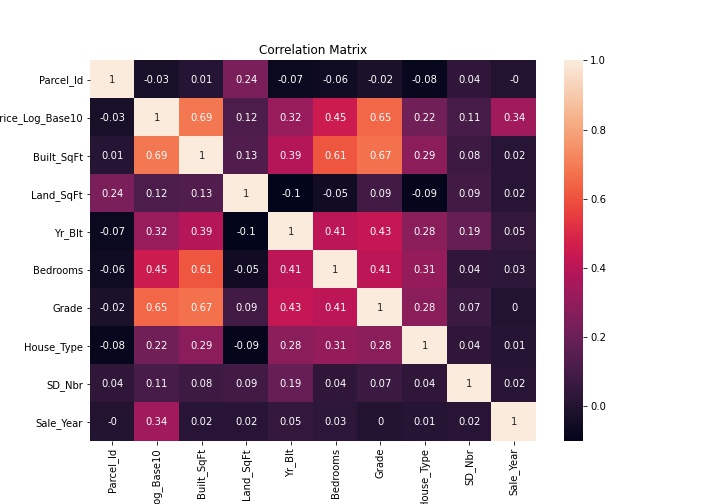 Correlation Matrix
Parcel_Id 1 -0.03 0.01 0.24 -0.07 -0.06 -0.02 -0.08 0.04 -0
rice_Log_Base10 -0.03 1 0.69 0.12 0.32 0.45 0.65 0.22 0.11 0.34
Built_SqFt 0.01 0.69 1 0.13 0.39 0.61 0.67 0.29 0.08 0.02
Land_SqFt 0.24 0.12 0.13 1 -0.1 -0.05 0.09 -0.09 0.09 0.02
Yr_Blt -0.07 0.32 0.39 -0.1 1 0.41 0.43 0.28 0.19 0.05
Bedrooms -0.06 0.45 0.61 -0.05 0.41 1 0.41 0.31 0.04 0.03
Grade -0.02 0.65 0.67 0.09 0.43 0.41 1 0.28 0.07 0
House_Type -0.08 0.22 0.29 -0.09 0.28 0.31 0.28 1 0.04 0.01
SD_Nbr 0.04 0.11 0.08 0.09 0.19 0.04 0.07 0.04 1 0.02
Sale_Year -0 0.34 0.02 0.02 0.05 0.03 0 0.01 0.02 1
Parcel_Id
og_Base10
Built_SqFt
Land_SqFt
Yr_Blt
Bedrooms
Grade
ouse_Type
SD_Nbr
Sale_Year
1.0
0.8
0.6
0.4
0.2
0.0